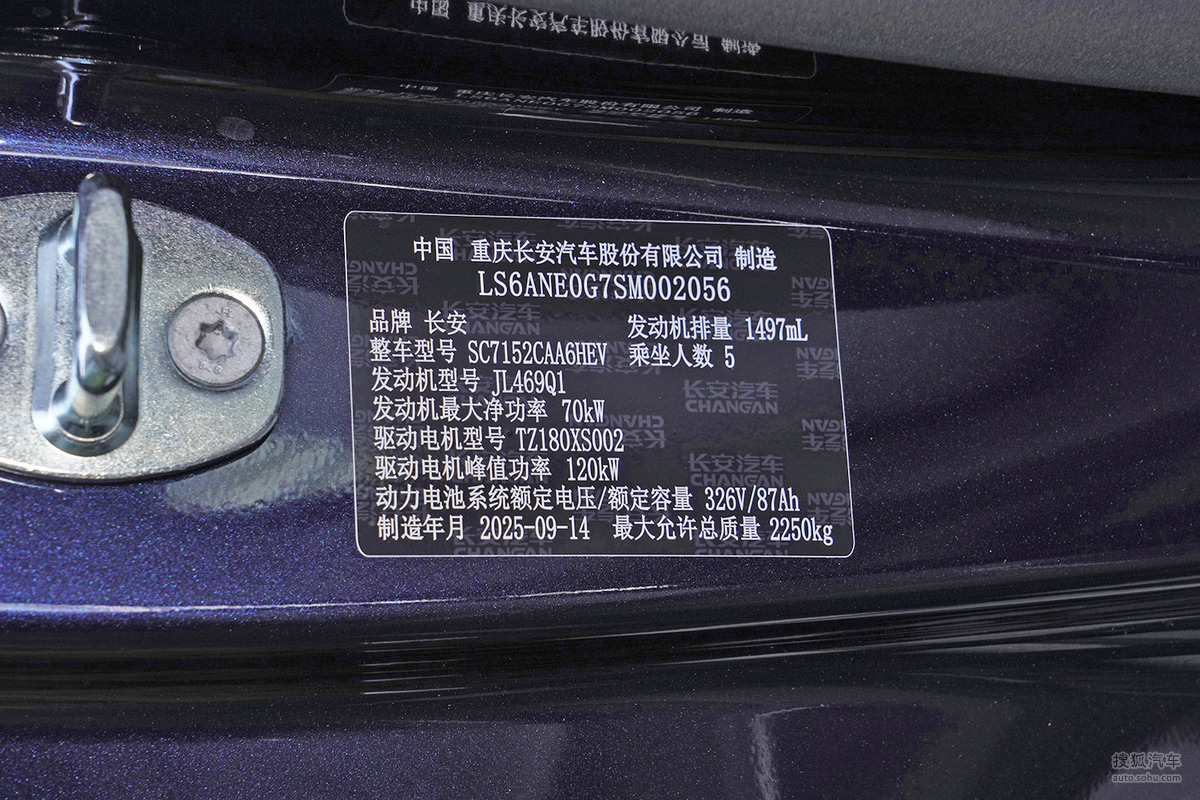 中国 重庆长安汽车股份有限公司 制造
LS6ANE0G7SM002056
品牌 长安 发动机排量 1497mL
整车型号 SC7152CAA6HEV 乘坐人数 5
发动机型号 JL469Q1
发动机最大净功率 70kW
驱动电机型号 TZ180XS002
驱动电机峰值功率 120kW
动力电池系统额定电压/额定容量 326V/87Ah
制造年月 2025-09-14 最大允许总质量 2250kg
长安汽车
CHANGAN
搜狐汽车
auto.sohu.com